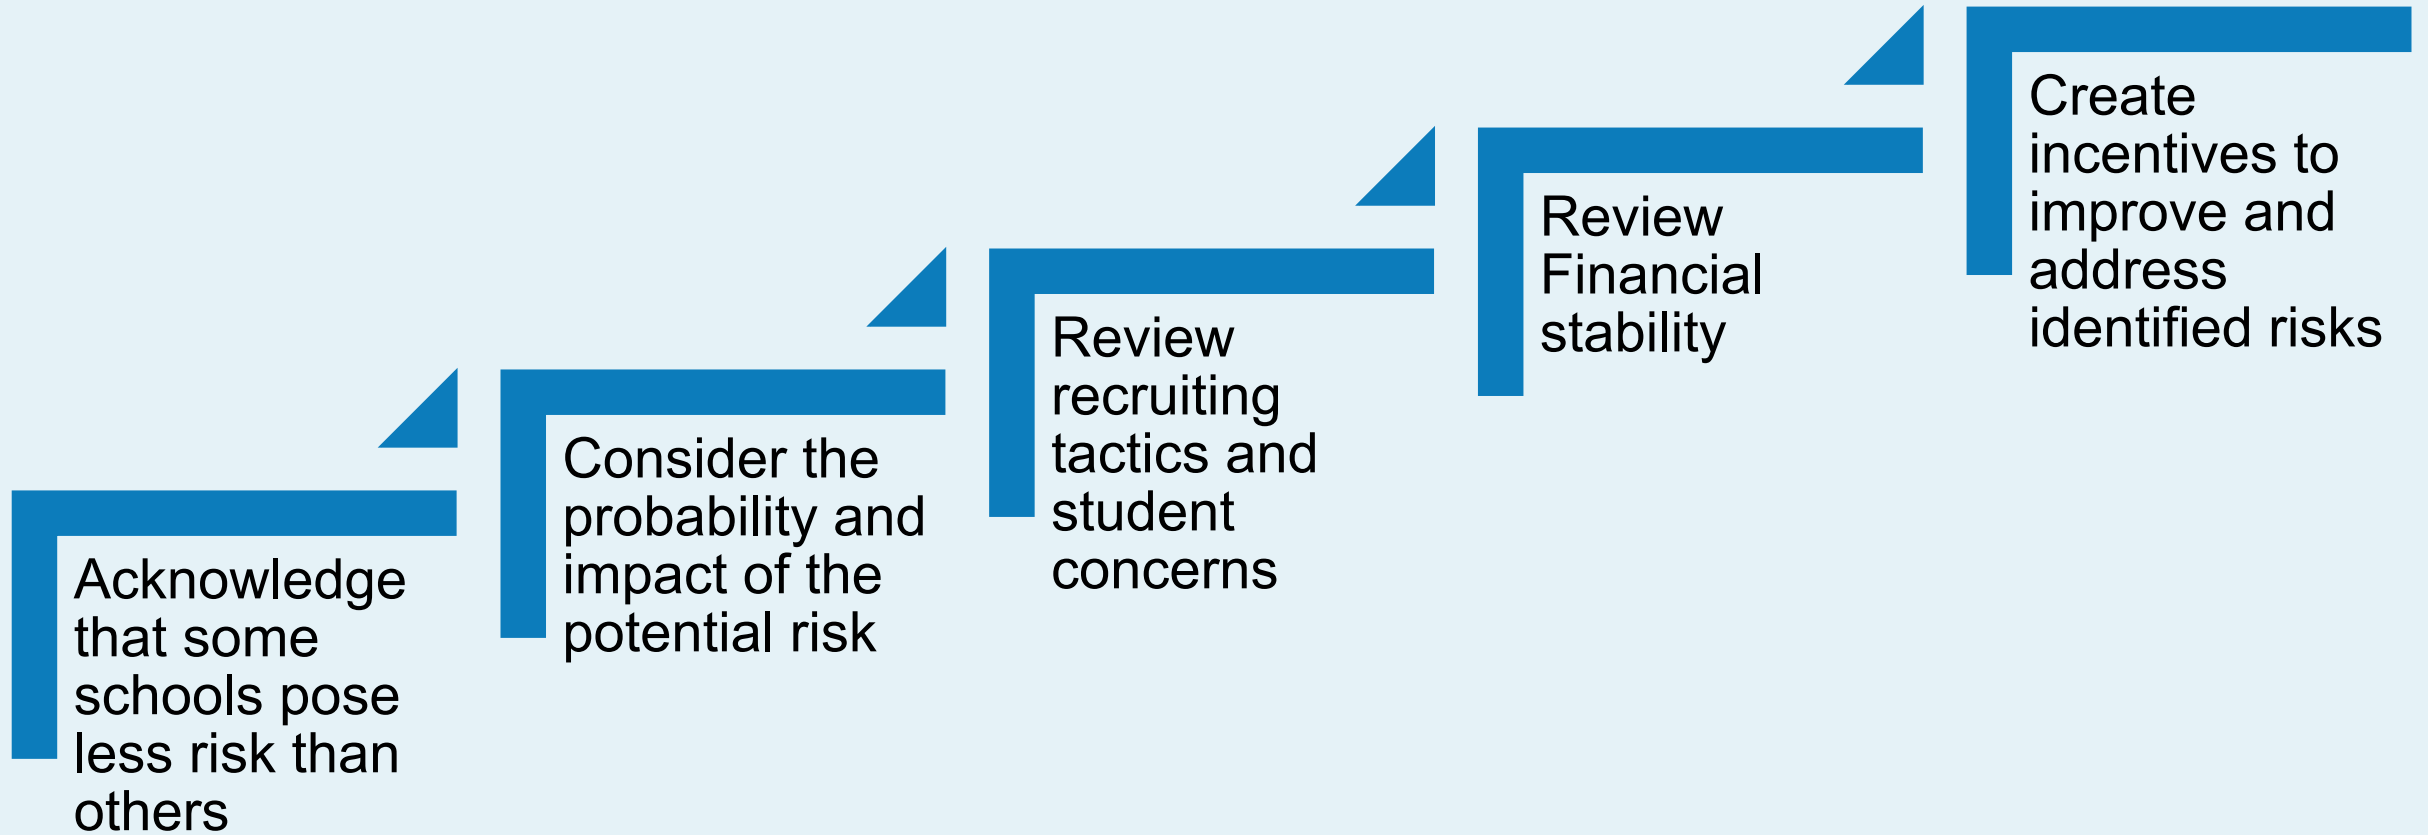 Acknowledge
that some
schools pose
less risk than
others
Consider the
probability and
impact of the
potential risk
Review
recruiting
tactics and
student
concerns
Review
Financial
stability
Create
incentives to
improve and
address
identified risks